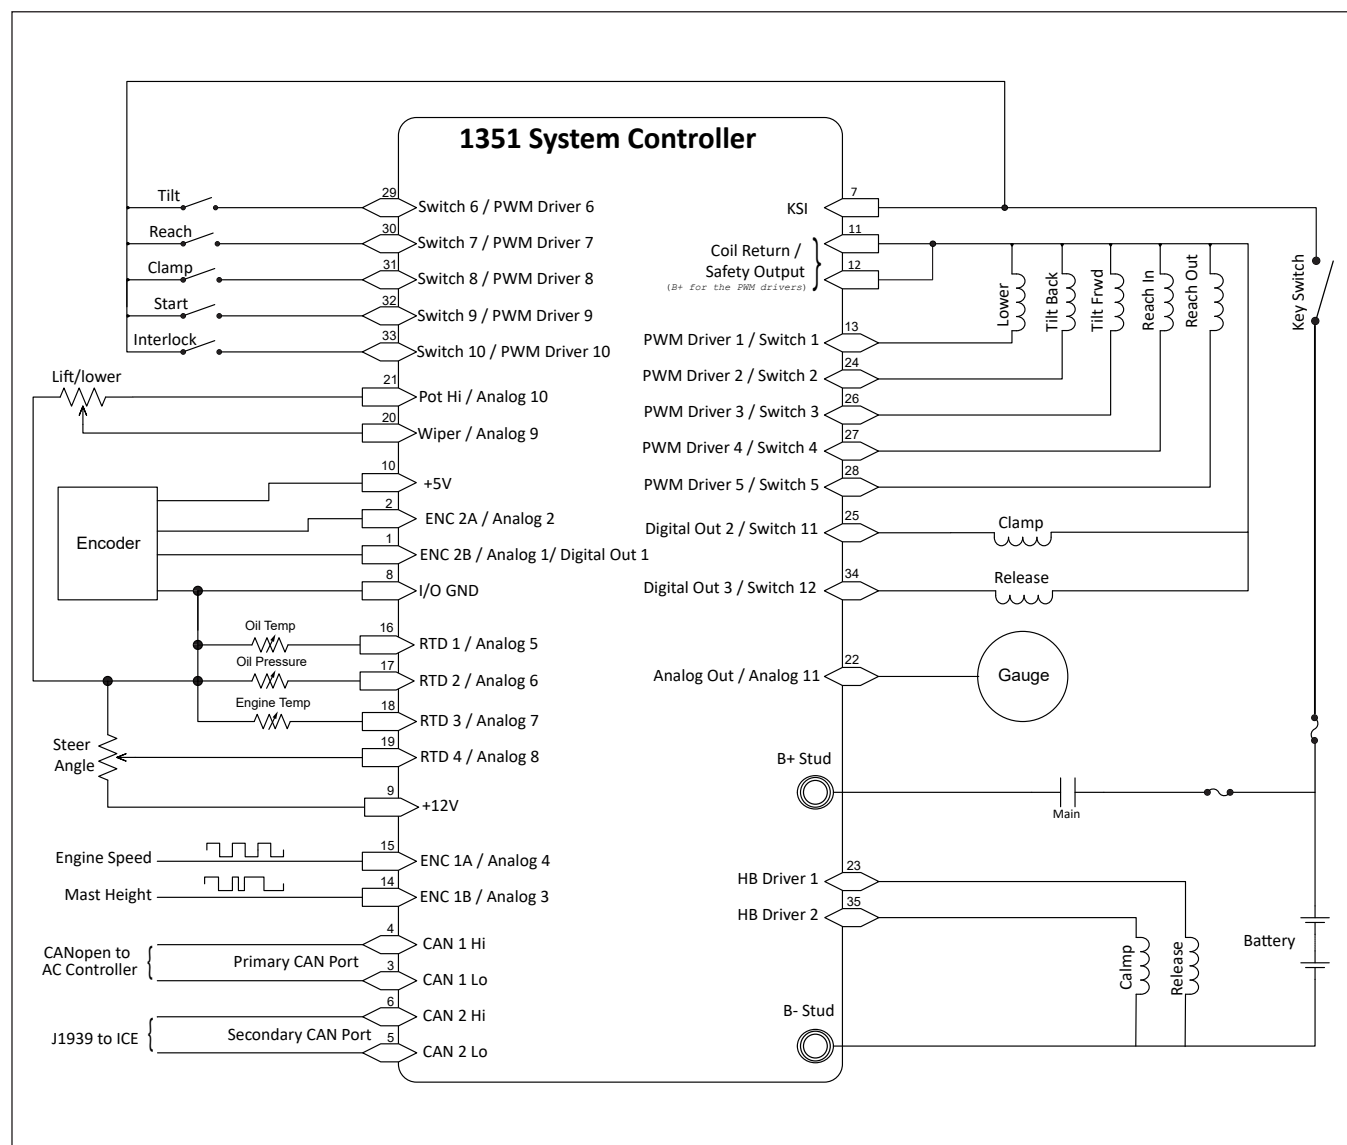 1351 System Controller
Tilt
29
Switch 6 / PWM Driver 6
Reach
30
Switch 7 / PWM Driver 7
Clamp
31
Switch 8 / PWM Driver 8
Start
32
Switch 9 / PWM Driver 9
Interlock
33
Switch 10 / PWM Driver 10
Lift/lower
21
Pot Hi / Analog 10
20
Wiper / Analog 9
10
+5V
2
ENC 2A / Analog 2
Encoder
1
ENC 2B / Analog 1/ Digital Out 1
8
I/O GND
Oil Temp
16
RTD 1 / Analog 5
Oil Pressure
17
RTD 2 / Analog 6
Engine Temp
18
RTD 3 / Analog 7
Steer
Angle
19
RTD 4 / Analog 8
9
+12V
Engine Speed
15
ENC 1A / Analog 4
Mast Height
14
ENC 1B / Analog 3
CANopen to
AC Controller
Primary CAN Port
4
CAN 1 Hi
3
CAN 1 Lo
J1939 to ICE
Secondary CAN Port
6
CAN 2 Hi
5
CAN 2 Lo
KSI
7
11
Coil Return /
Safety Output
(B+ for the PWM drivers)
12
Lower
Tilt Back
Tilt Frwd
Reach In
Reach Out
Key Switch
PWM Driver 1 / Switch 1
13
PWM Driver 2 / Switch 2
24
PWM Driver 3 / Switch 3
26
PWM Driver 4 / Switch 4
27
PWM Driver 5 / Switch 5
28
Digital Out 2 / Switch 11
25
Clamp
Digital Out 3 / Switch 12
34
Release
Analog Out / Analog 11
22
Gauge
B+ Stud
Main
HB Driver 1
23
HB Driver 2
35
Calmp
Release
Battery
B- Stud